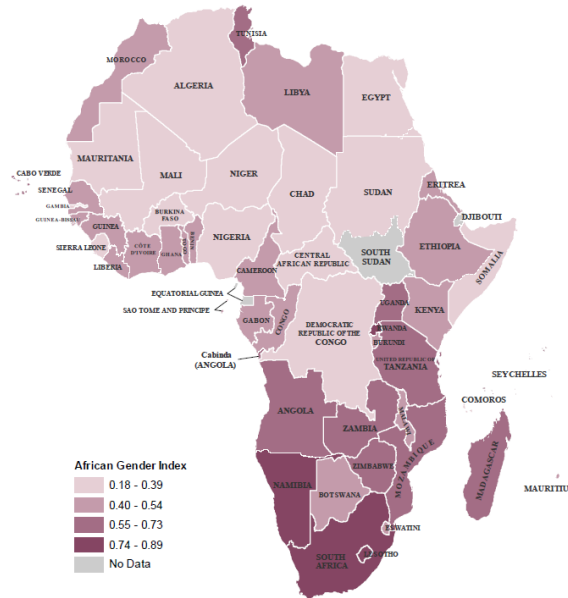 TUNISIA
MOROCCO
ALGERIA
LIBYA
EGYPT
MAURITANIA
MALI
NIGER
CHAD
SUDAN
ERITREA
CABO VERDE
SENEGAL
GAMBIA
GUINEA-BISSAU
GUINEA
SIERRA LEONE
LIBERIA
CÔTE
D'IVOIRE
BURKINA
FASO
GHANA
TOGO
BENIN
NIGERIA
CAMEROON
CENTRAL
AFRICAN REPUBLIC
SOUTH
SUDAN
DJIBOUTI
ETHIOPIA
SOMALIA
EQUATORIAL GUINEA
SAO TOME AND PRINCIPE
GABON
CONGO
DEMOCRATIC
REPUBLIC OF THE
CONGO
UGANDA
KENYA
RWANDA
BURUNDI
UNITED REPUBLIC OF
TANZANIA
Cabinda
(ANGOLA)
SEYCHELLES
COMOROS
ANGOLA
ZAMBIA
MALAWI
MOZAMBIQUE
ZIMBABWE
MADAGASCAR
MAURITIU
NAMIBIA
BOTSWANA
ESWATINI
LESOTHO
SOUTH
AFRICA
African Gender Index
0.18 - 0.39
0.40 - 0.54
0.55 - 0.73
0.74 - 0.89
No Data